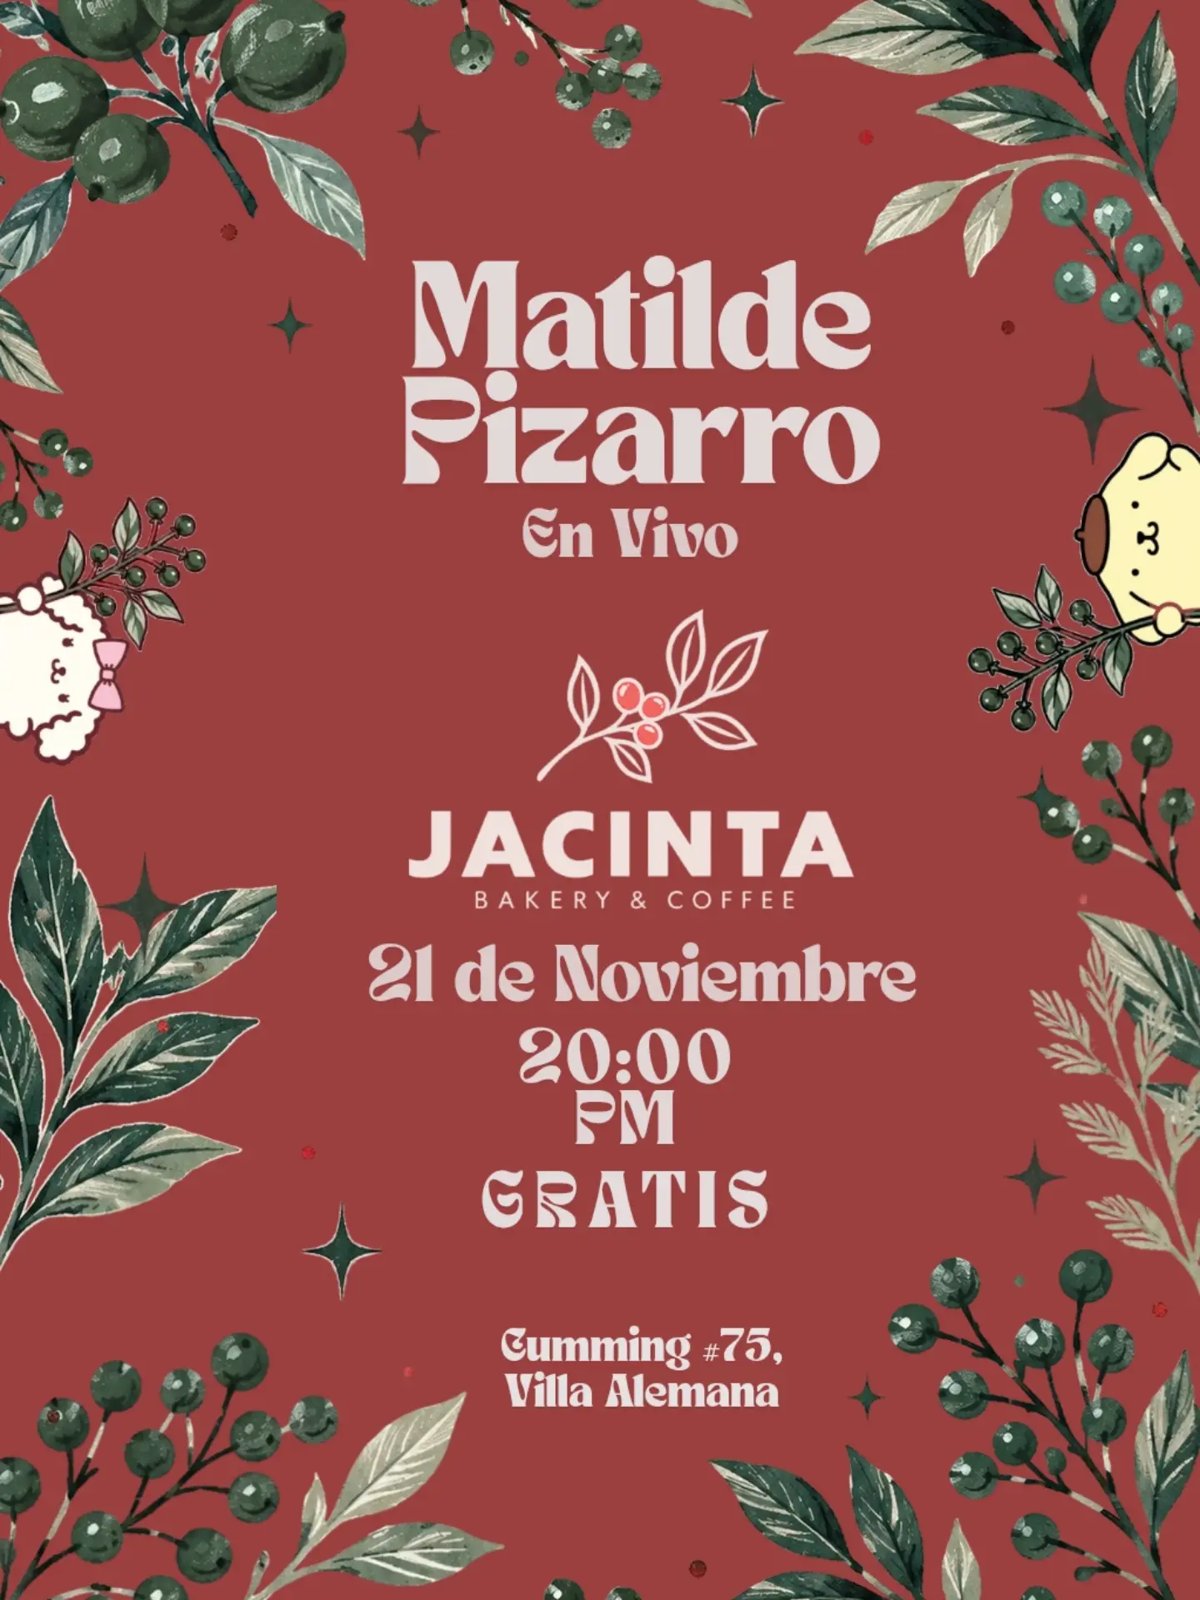 Matilde
Pizarro
En Vivo
JACINTA
BAKERY & COFFEE
21 de Noviembre
20:00
PM
GRATIS
Cumming #75,
Villa Alemana